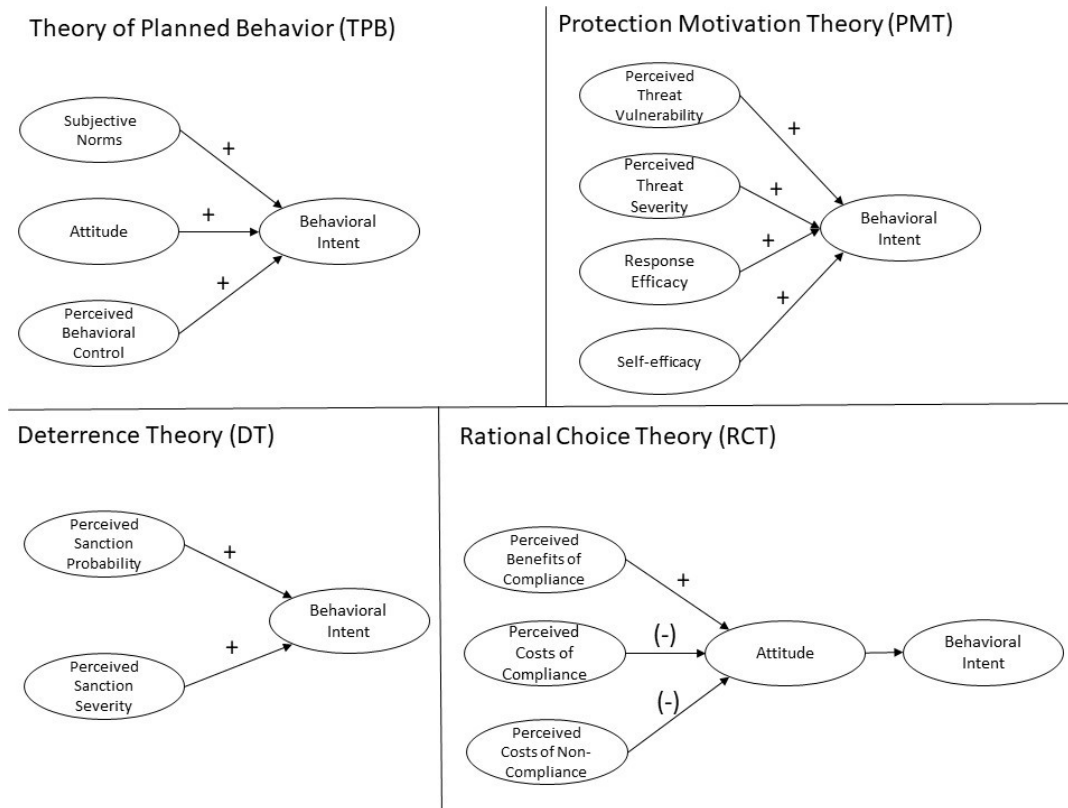 Theory of Planned Behavior (TPB)
Subjective
Norms
+
Attitude
+
Perceived
Behavioral
Control
+
Behavioral
Intent
Protection Motivation Theory (PMT)
Perceived
Threat
Vulnerability
+
Perceived
Threat
Severity
+
Response
Efficacy
+
Self-efficacy
+
Behavioral
Intent
Deterrence Theory (DT)
Perceived
Sanction
Probability
+
Perceived
Sanction
Severity
+
Behavioral
Intent
Rational Choice Theory (RCT)
Perceived
Benefits of
Compliance
+
Perceived
Costs of
Compliance
(-)
Perceived
Costs of Non-
Compliance
(-)
Attitude
Behavioral
Intent